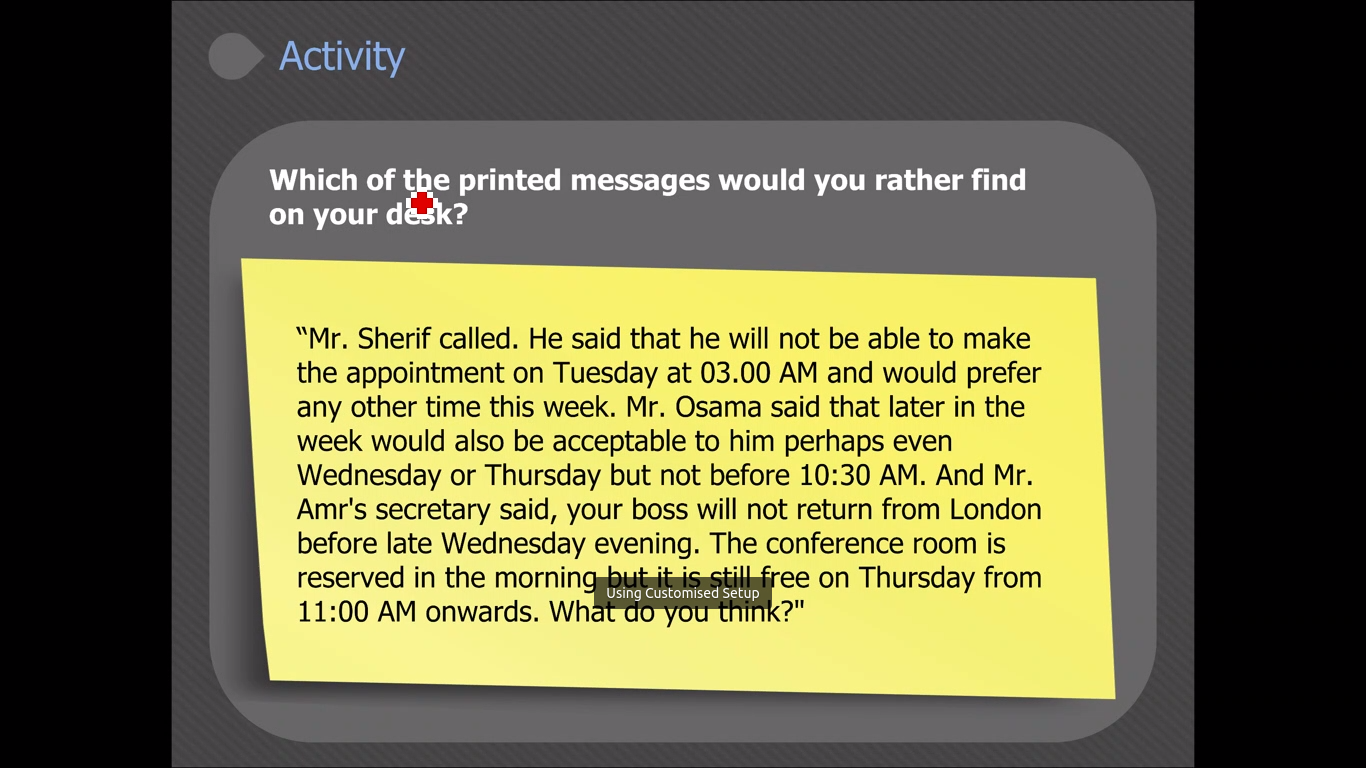 Activity
Which of the printed messages would you rather find
on your desk?
“Mr. Sherif called. He said that he will not be able to make
the appointment on Tuesday at 03.00 AM and would prefer
any other time this week. Mr. Osama said that later in the
week would also be acceptable to him perhaps even
Wednesday or Thursday but not before 10:30 AM. And Mr.
Amr's secretary said, your boss will not return from London
before late Wednesday evening. The conference room is
reserved in the morning but it is still free on Thursday from
Using Customised Setup
11:00 AM onwards. What do you think?"